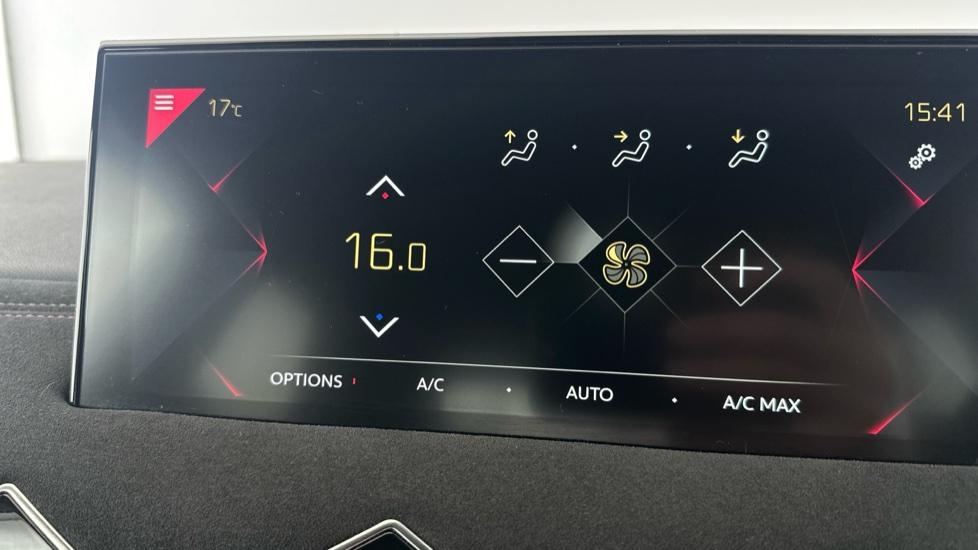 17°C
15:41
16.0
OPTIONS A/C AUTO A/C MAX